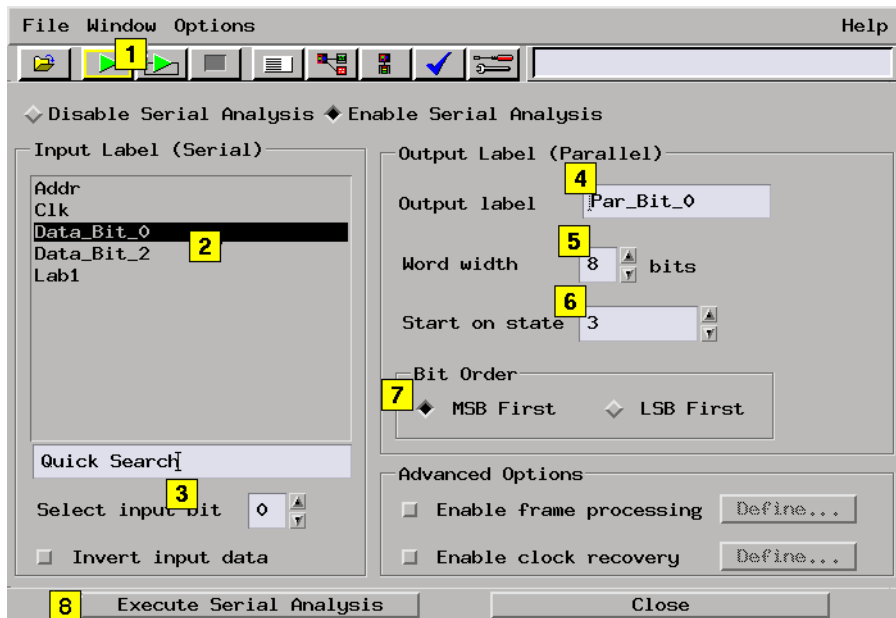 File Window Options Help
1
Disable Serial Analysis Enable Serial Analysis
Input Label (Serial)
Addr
Clk
Data_Bit_0
2
Data_Bit_2
Lab1
Quick Search
3
Select input bit 0
Invert input data
Output Label (Parallel)
4
Output label Par_Bit_0
5
Word width 8 bits
6
Start on state 3
Bit Order
7
MSB First LSB First
Advanced Options
Enable frame processing Define...
Enable clock recovery Define...
8 Execute Serial Analysis Close